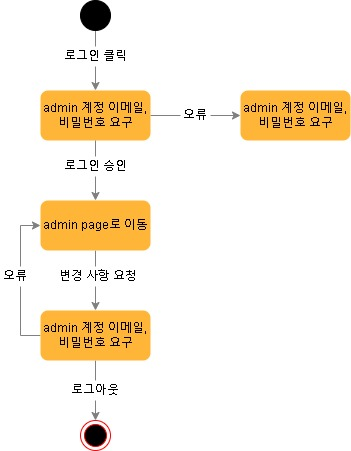 로그인 클릭
admin 계정 이메일,
비밀번호 요구
오류
admin 계정 이메일,
비밀번호 요구
로그인 승인
admin page로 이동
오류
변경 사항 요청
admin 계정 이메일,
비밀번호 요구
로그아웃